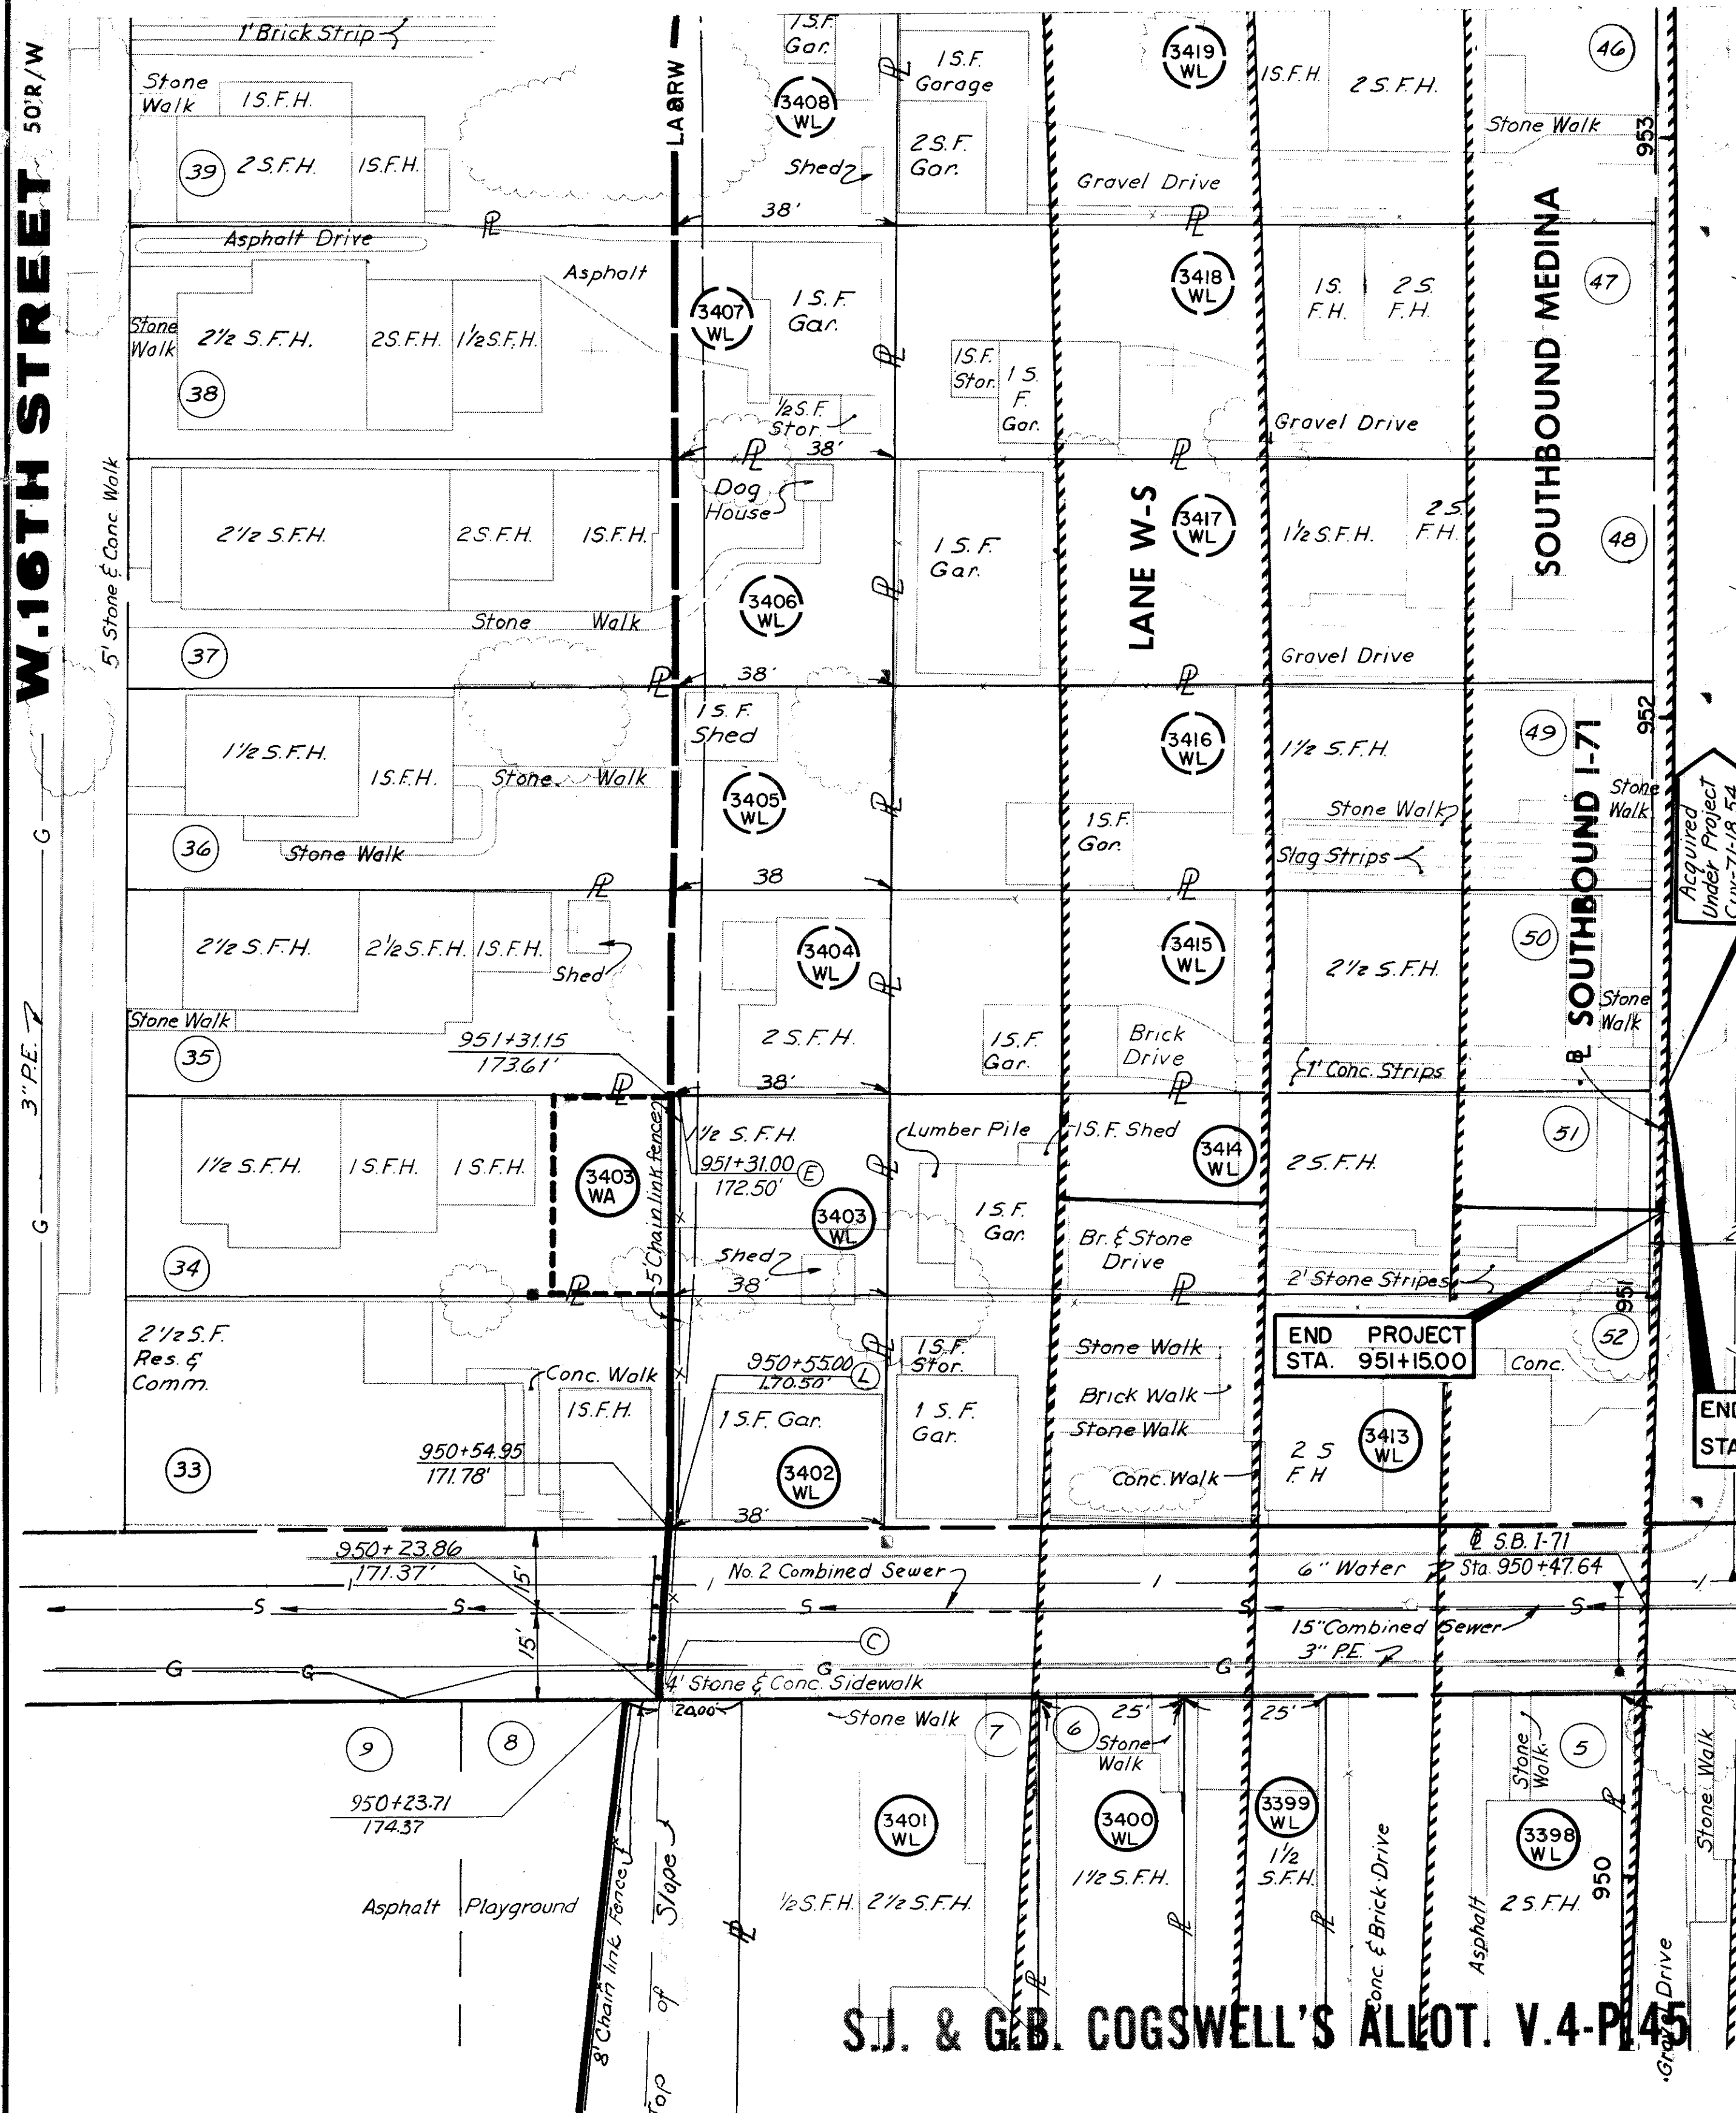 W.16TH STREET 50'R/W
1' Brick Strip
Stone
Walk
1 S.F.H.
39
2 S.F.H.
1 S.F.H.
LA&RW
1 S.F.
Gar.
3408
WL
Shed
38'
1 S.F.
Garage
2 S.F.
Gar.
3419
WL
Gravel Drive
1 S.F.H.
2 S.F.H.
46
Stone Walk
953
Asphalt Drive
PL
Asphalt
Stone
Walk
2½ S.F.H.
2 S.F.H.
1½ S.F.H.
38
3407
WL
1 S.F.
Gar.
½ S.F.
Stor.
38'
PL
1 S.F.
Stor.
1 S.
F.
Gar.
3418
WL
1 S.
F.H.
2 S.
F.H.
47
Gravel Drive
SOUTHBOUND MEDINA
5' Stone & Conc. Walk
2½ S.F.H.
2 S.F.H.
1 S.F.H.
Dog
House
3406
WL
Stone Walk
37
38'
1 S.F.
Gar.
LANE W-S
3417
WL
1½ S.F.H.
2 S.
F.H.
48
Gravel Drive
952
1½ S.F.H.
1 S.F.H.
Stone Walk
1 S.F.
Shed
3405
WL
36
Stone Walk
38
1 S.F.
Gar.
3416
WL
1½ S.F.H.
49
Stone
Walk
Stone Walk
Slag Strips
SOUTHBOUND I-71
Acquired
Under Project
CUY-71-18.54
2½ S.F.H.
2½ S.F.H.
1 S.F.H.
Shed
3404
WL
2 S.F.H.
Stone Walk
35
951+31.15
173.61'
38'
1 S.F.
Gar.
Brick
Drive
3415
WL
2½ S.F.H.
50
Stone
Walk
1' Conc. Strips
3" P.E.
G
G
1½ S.F.H.
1 S.F.H.
1 S.F.H.
3403
WA
5' Chain link fence
1½ S.F.H.
951+31.00 E
172.50'
3403
WL
Shed
38'
34
Lumber Pile
1 S.F. Shed
1 S.F.
Gar.
3414
WL
2 S.F.H.
51
Br. & Stone
Drive
2' Stone Stripes
951
2½ S.F.
Res. &
Comm.
Conc. Walk
1 S.F.H.
33
950+54.95
171.78'
950+55.00 L
170.50'
1 S.F. Gar.
3402
WL
38'
1 S.F.
Stor.
1 S.F.
Gar.
Stone Walk
Brick Walk
Stone Walk
Conc. Walk
END PROJECT
STA. 951+15.00
Conc.
52
2 S
F H
3413
WL
END
STA
950+23.86
171.37'
15'
15'
No. 2 Combined Sewer
6" Water
S.B. I-71
Sta. 950+47.64
S S S S S
15" Combined Sewer
3" P.E.
C
G G G G
4' Stone & Conc. Sidewalk
20.00'
9
8
950+23.71
174.37
Asphalt Playground
8' Chain link Fence
Top of Slope
PL
Stone Walk
7
3401
WL
½ S.F.H. 2½ S.F.H.
6
25'
Stone
Walk
3400
WL
1½ S.F.H.
25'
3399
WL
1½
S.F.H.
Conc. & Brick Drive
Asphalt
Stone
Walk
5
3398
WL
2 S.F.H.
950
Stone Walk
Gravel Drive
S.J. & G.B. COGSWELL'S ALLOT. V.4-P.45